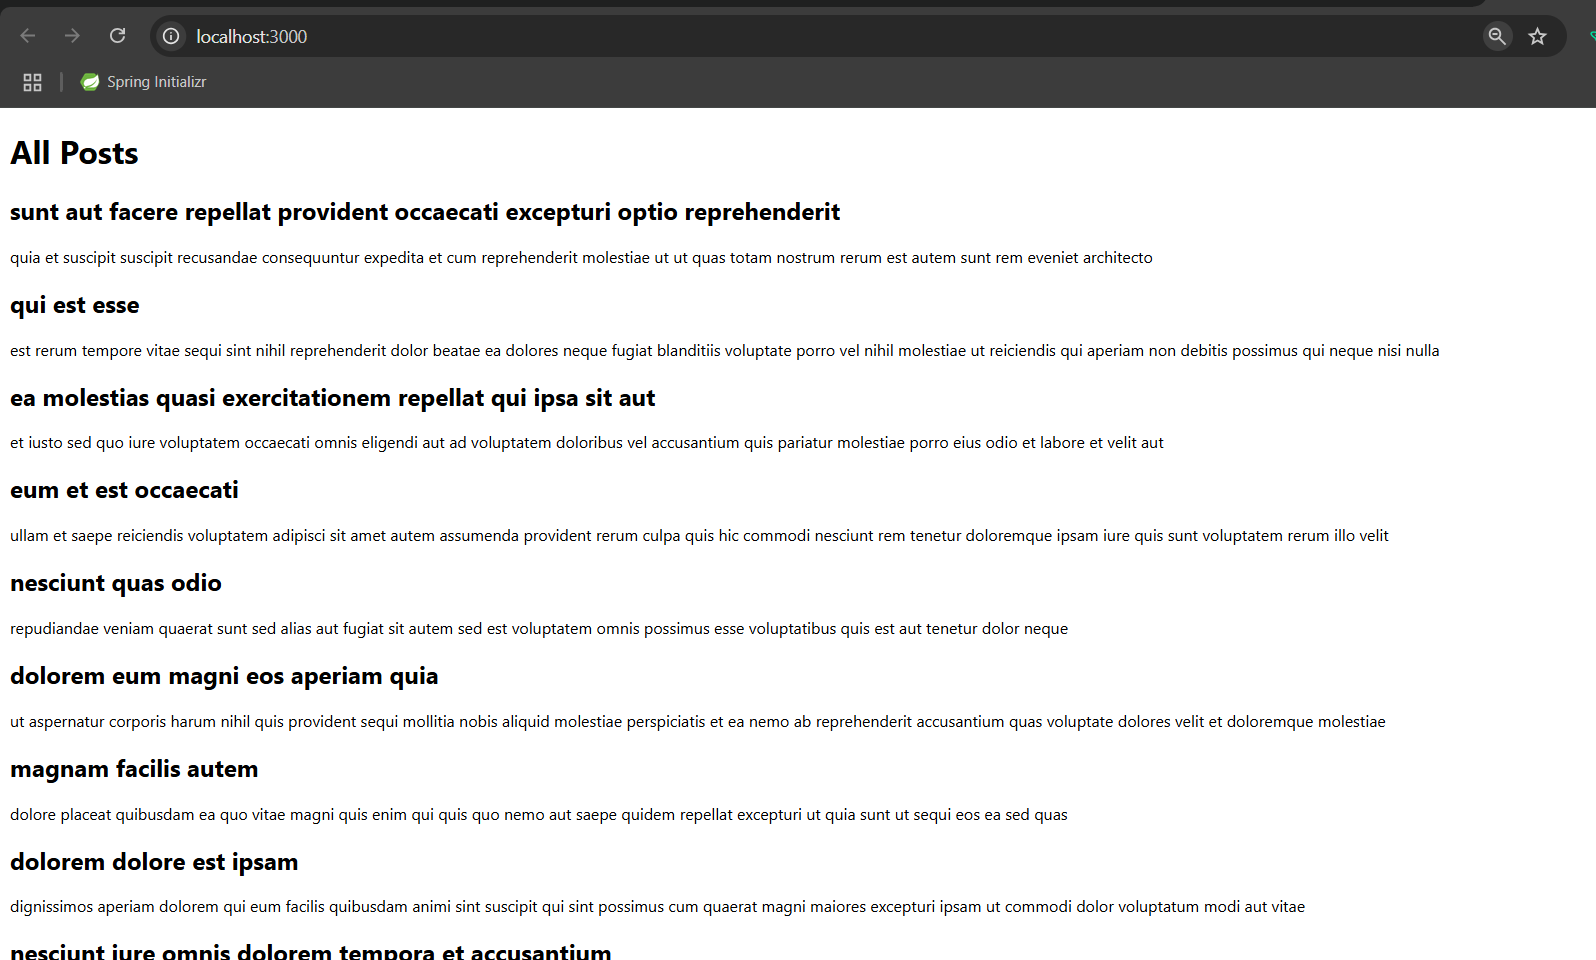 localhost:3000
Spring Initializr
All Posts
sunt aut facere repellat provident occaecati excepturi optio reprehenderit
quia et suscipit suscipit recusandae consequuntur expedita et cum reprehenderit molestiae ut ut quas totam nostrum rerum est autem sunt rem eveniet architecto
qui est esse
est rerum tempore vitae sequi sint nihil reprehenderit dolor beatae ea dolores neque fugiat blanditiis voluptate porro vel nihil molestiae ut reiciendis qui aperiam non debitis possimus qui neque nisi nulla
ea molestias quasi exercitationem repellat qui ipsa sit aut
et iusto sed quo iure voluptatem occaecati omnis eligendi aut ad voluptatem doloribus vel accusantium quis pariatur molestiae porro eius odio et labore et velit aut
eum et est occaecati
ullam et saepe reiciendis voluptatem adipisci sit amet autem assumenda provident rerum culpa quis hic commodi nesciunt rem tenetur doloremque ipsam iure quis sunt voluptatem rerum illo velit
nesciunt quas odio
repudiandae veniam quaerat sunt sed alias aut fugiat sit autem sed est voluptatem omnis possimus esse voluptatibus quis est aut tenetur dolor neque
dolorem eum magni eos aperiam quia
ut aspernatur corporis harum nihil quis provident sequi mollitia nobis aliquid molestiae perspiciatis et ea nemo ab reprehenderit accusantium quas voluptate dolores velit et doloremque molestiae
magnam facilis autem
dolore placeat quibusdam ea quo vitae magni quis enim qui quis quo nemo aut saepe quidem repellat excepturi ut quia sunt ut sequi eos ea sed quas
dolorem dolore est ipsam
dignissimos aperiam dolorem qui eum facilis quibusdam animi sint suscipit qui sint possimus cum quaerat magni maiores excepturi ipsam ut commodi dolor voluptatum modi aut vitae
nesciunt iure omnis dolorem tempora et accusantium